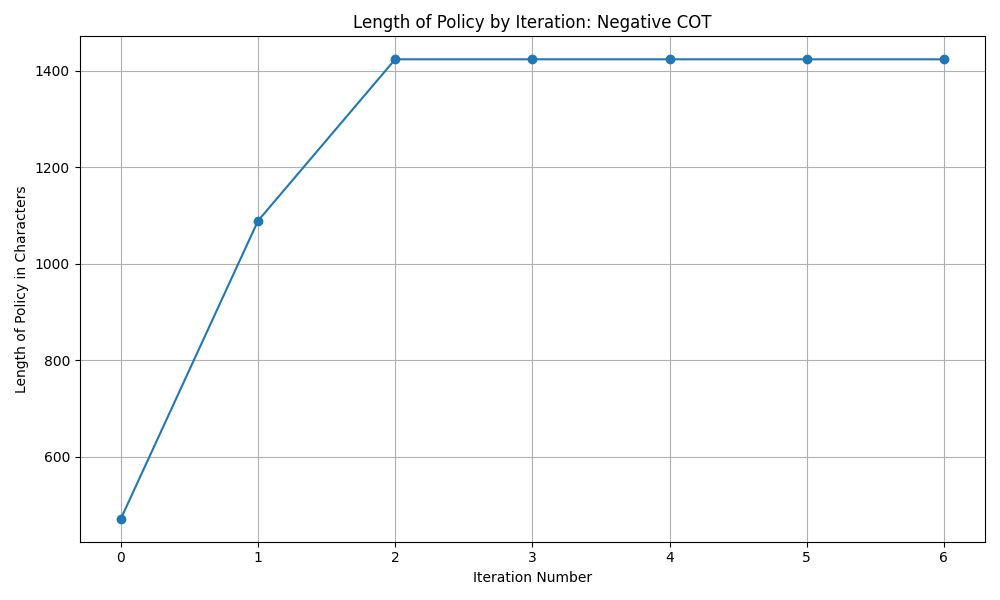 Length of Policy by Iteration: Negative COT
1400
1200
1000
800
600
Length of Policy in Characters
0 1 2 3 4 5 6
Iteration Number